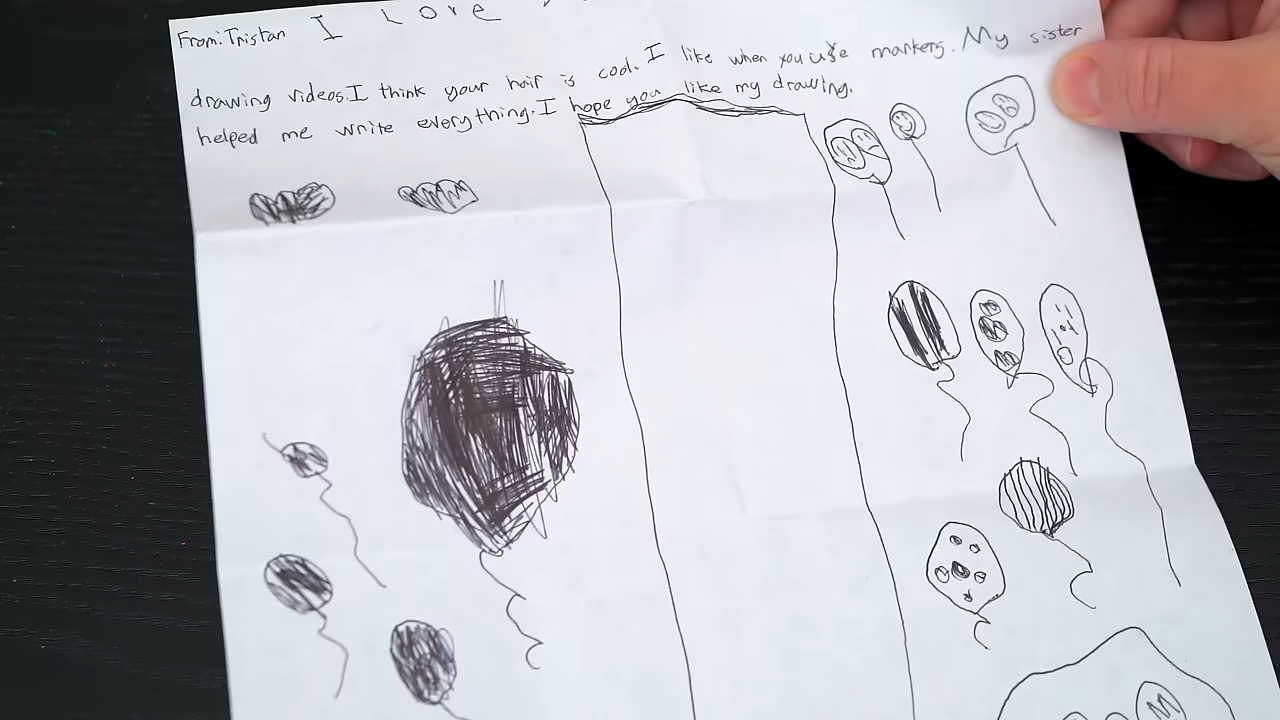 From: Tristan I Love
drawing videos. I think your hair is cool. I like when you use markers. My sister
helped me write everything. I hope you like my drawing.